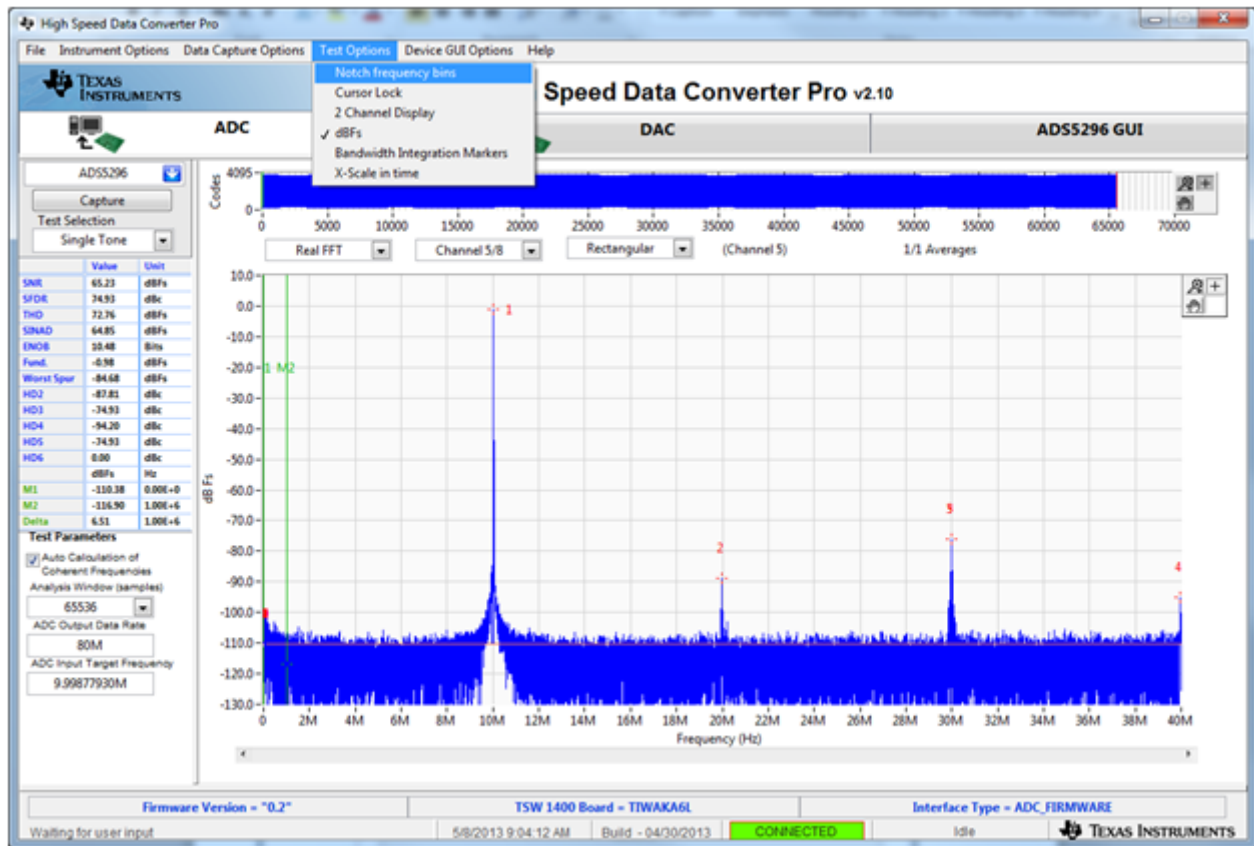 High Speed Data Converter Pro
File Instrument Options Data Capture Options Test Options Device GUI Options Help
Notch frequency bins
Cursor Lock
2 Channel Display
✓ dBFs
Bandwidth Integration Markers
X-Scale in time
TEXAS INSTRUMENTS
Speed Data Converter Pro v2.10
ADC DAC ADS5296 GUI
ADS5296
Capture
Test Selection
Single Tone
Value Unit
SNR 65.23 dBFs
SFDR 74.93 dBc
THD 72.76 dBFs
SINAD 64.85 dBFs
ENOB 10.48 Bits
Fund. -0.98 dBFs
Worst Spur -84.68 dBFs
HD2 -87.81 dBc
HD3 -74.93 dBc
HD4 -94.20 dBc
HD5 -74.93 dBc
HD6 0.00 dBc
dBFs Hz
M1 -110.38 0.00E+0
M2 -116.90 1.00E+6
Delta 6.51 1.00E+6
Test Parameters
Auto Calculation of
Coherent Frequencies
Analysis Window (samples)
65536
ADC Output Data Rate
80M
ADC Input Target Frequency
9.99877930M
Codes
4095
0
0 5000 10000 15000 20000 25000 30000 35000 40000 45000 50000 55000 60000 65000 70000
Real FFT Channel 5/8 Rectangular (Channel 5) 1/1 Averages
dB Fs
10.0
0.0
-10.0
-20.0
-30.0
-40.0
-50.0
-60.0
-70.0
-80.0
-90.0
-100.0
-110.0
-120.0
-130.0
1 M2
1
2
4
0 2M 4M 6M 8M 10M 12M 14M 16M 18M 20M 22M 24M 26M 28M 30M 32M 34M 36M 38M 40M
Frequency (Hz)
Firmware Version = "0.2" TSW 1400 Board = TIWAKA6L Interface Type = ADC_FIRMWARE
Waiting for user input 5/8/2013 9:04:12 AM Build - 04/30/2013 CONNECTED Idle TEXAS INSTRUMENTS